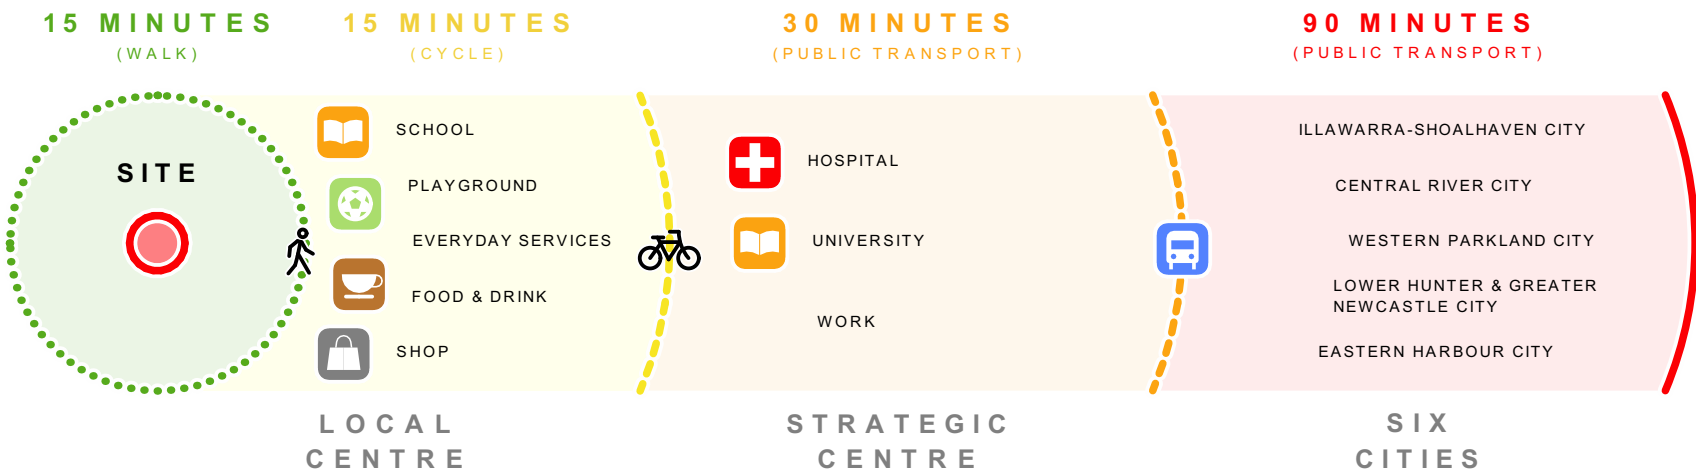 15 MINUTES
(WALK)
15 MINUTES
(CYCLE)
30 MINUTES
(PUBLIC TRANSPORT)
90 MINUTES
(PUBLIC TRANSPORT)
SITE
SCHOOL
PLAYGROUND
EVERYDAY SERVICES
FOOD & DRINK
SHOP
HOSPITAL
UNIVERSITY
WORK
ILLAWARRA-SHOALHAVEN CITY
CENTRAL RIVER CITY
WESTERN PARKLAND CITY
LOWER HUNTER & GREATER
NEWCASTLE CITY
EASTERN HARBOUR CITY
LOCAL
CENTRE
STRATEGIC
CENTRE
SIX
CITIES